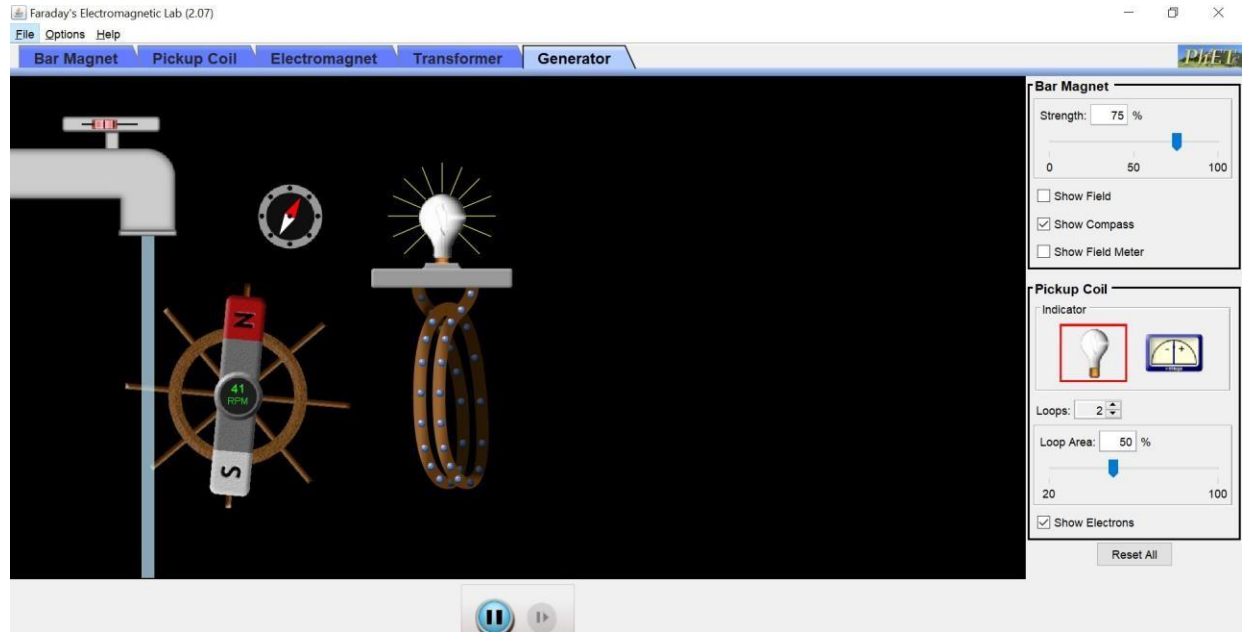 Faraday's Electromagnetic Lab (2.07)
File Options Help
Bar Magnet Pickup Coil Electromagnet Transformer Generator
PhET
Bar Magnet
Strength: 75 %
0 50 100
Show Field
Show Compass
Show Field Meter
Pickup Coil
Indicator
- +
Loops: 2
Loop Area: 50 %
20 100
Show Electrons
Reset All
N
41
RPM
S